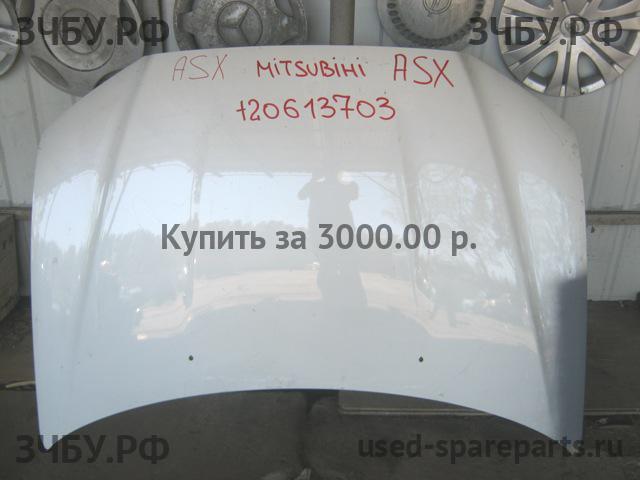 ЗЧБУ.РФ
ЗЧБУ.РФ
ASX MITSUBIHI ASX
120613703
Купить за 3000.00 р.
ЗЧБУ.РФ
used-spareparts.ru